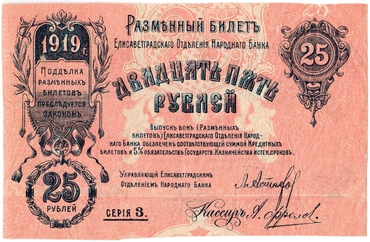 Размѣнный Билетъ
Елисаветградскаго Отдѣленія Народнаго Банка
1919 г.
25
Поддѣлка
размѣнныхъ
билетовъ
преслѣдуется
закономъ
Двадцать пять
рублей
Выпускъ бонъ (размѣнныхъ
билетовъ) Елисаветградскаго Отдѣленія Народ-
наго Банка обезпеченъ соотвѣтствующей суммой кредитныхъ
билетовъ и 5% обязательствъ Государств. Казначейства истек. сроковъ.
Управляющій Елисаветградскимъ
Отдѣленіемъ Народнаго Банка
25
рублей
Серія 3.
Кассиръ